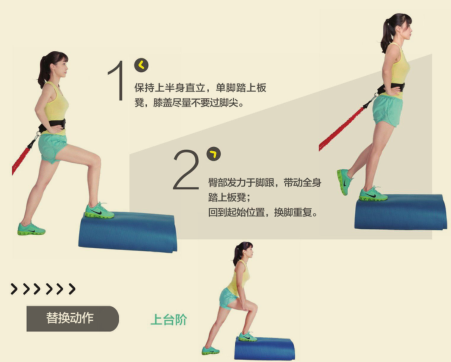 1
保持上半身直立，单脚踏上板
凳，膝盖尽量不要过脚尖。
2
臀部发力于脚跟，带动全身
踏上板凳；
回到起始位置，换脚重复。
替换动作
上台阶